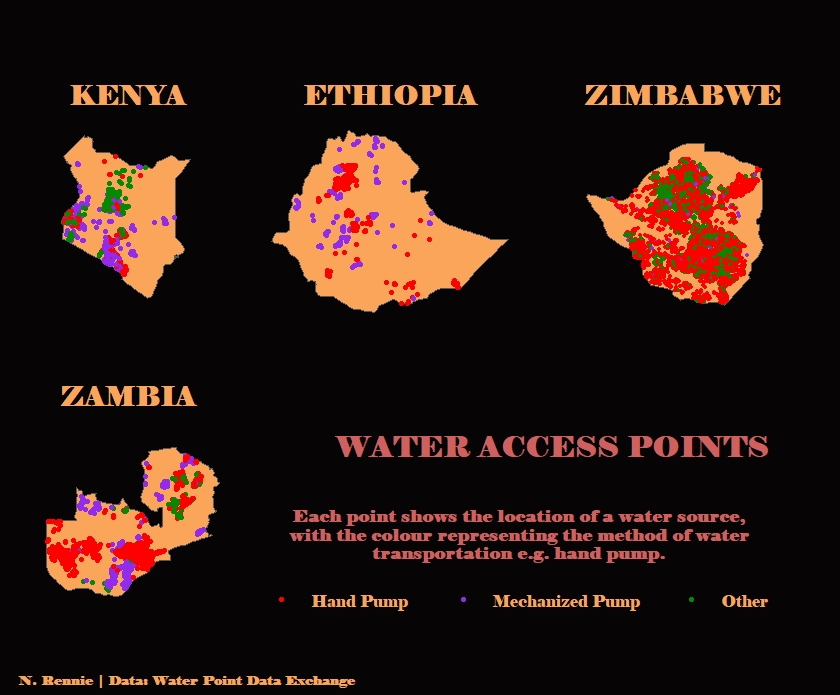 KENYA
ETHIOPIA
ZIMBABWE
ZAMBIA
WATER ACCESS POINTS
Each point shows the location of a water source,
with the colour representing the method of water
transportation e.g. hand pump.
Hand Pump
Mechanized Pump
Other
N. Rennie | Data: Water Point Data Exchange